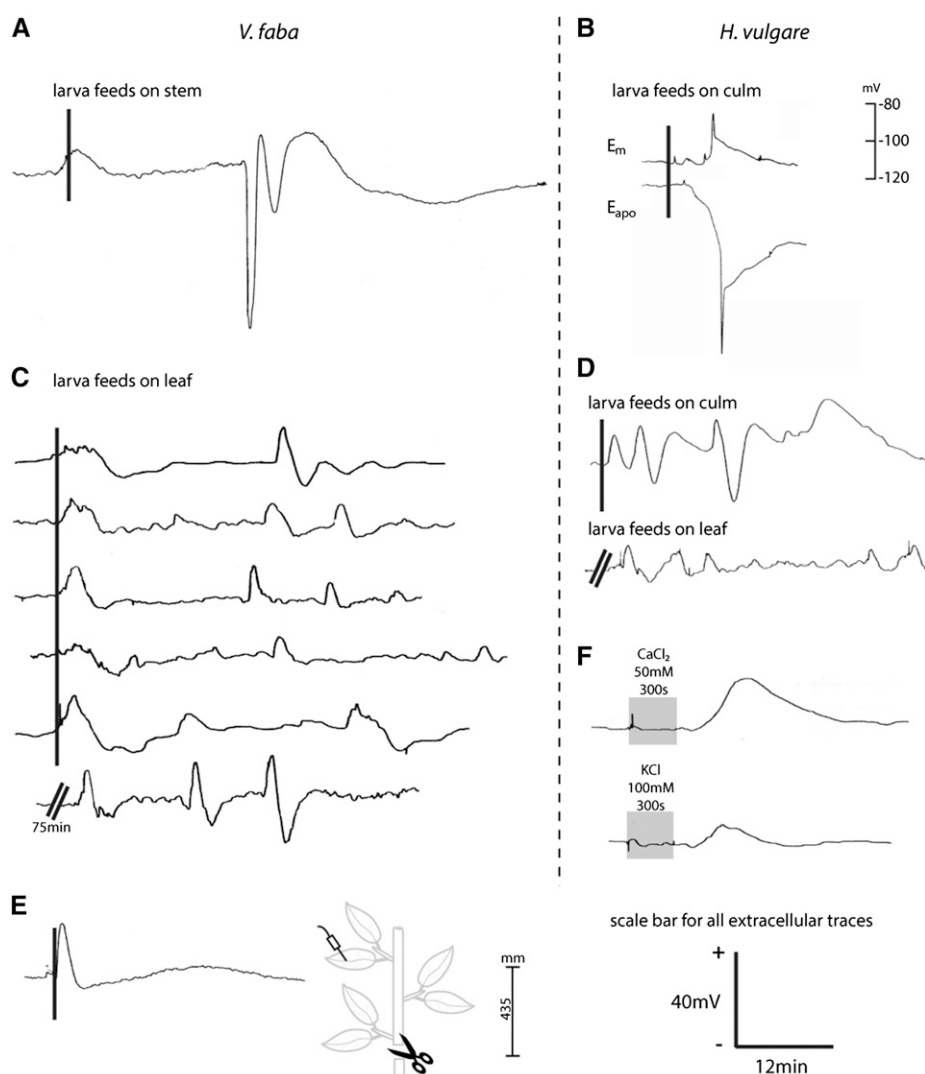 A
V. faba
larva feeds on stem
B
H. vulgare
larva feeds on culm
mV
-80
-100
-120
Em
Eapo
C
larva feeds on leaf
75min
D
larva feeds on culm
larva feeds on leaf
F
CaCl₂
50mM
300s
KCl
100mM
300s
E
mm
435
scale bar for all extracellular traces
+
40mV
-
12min